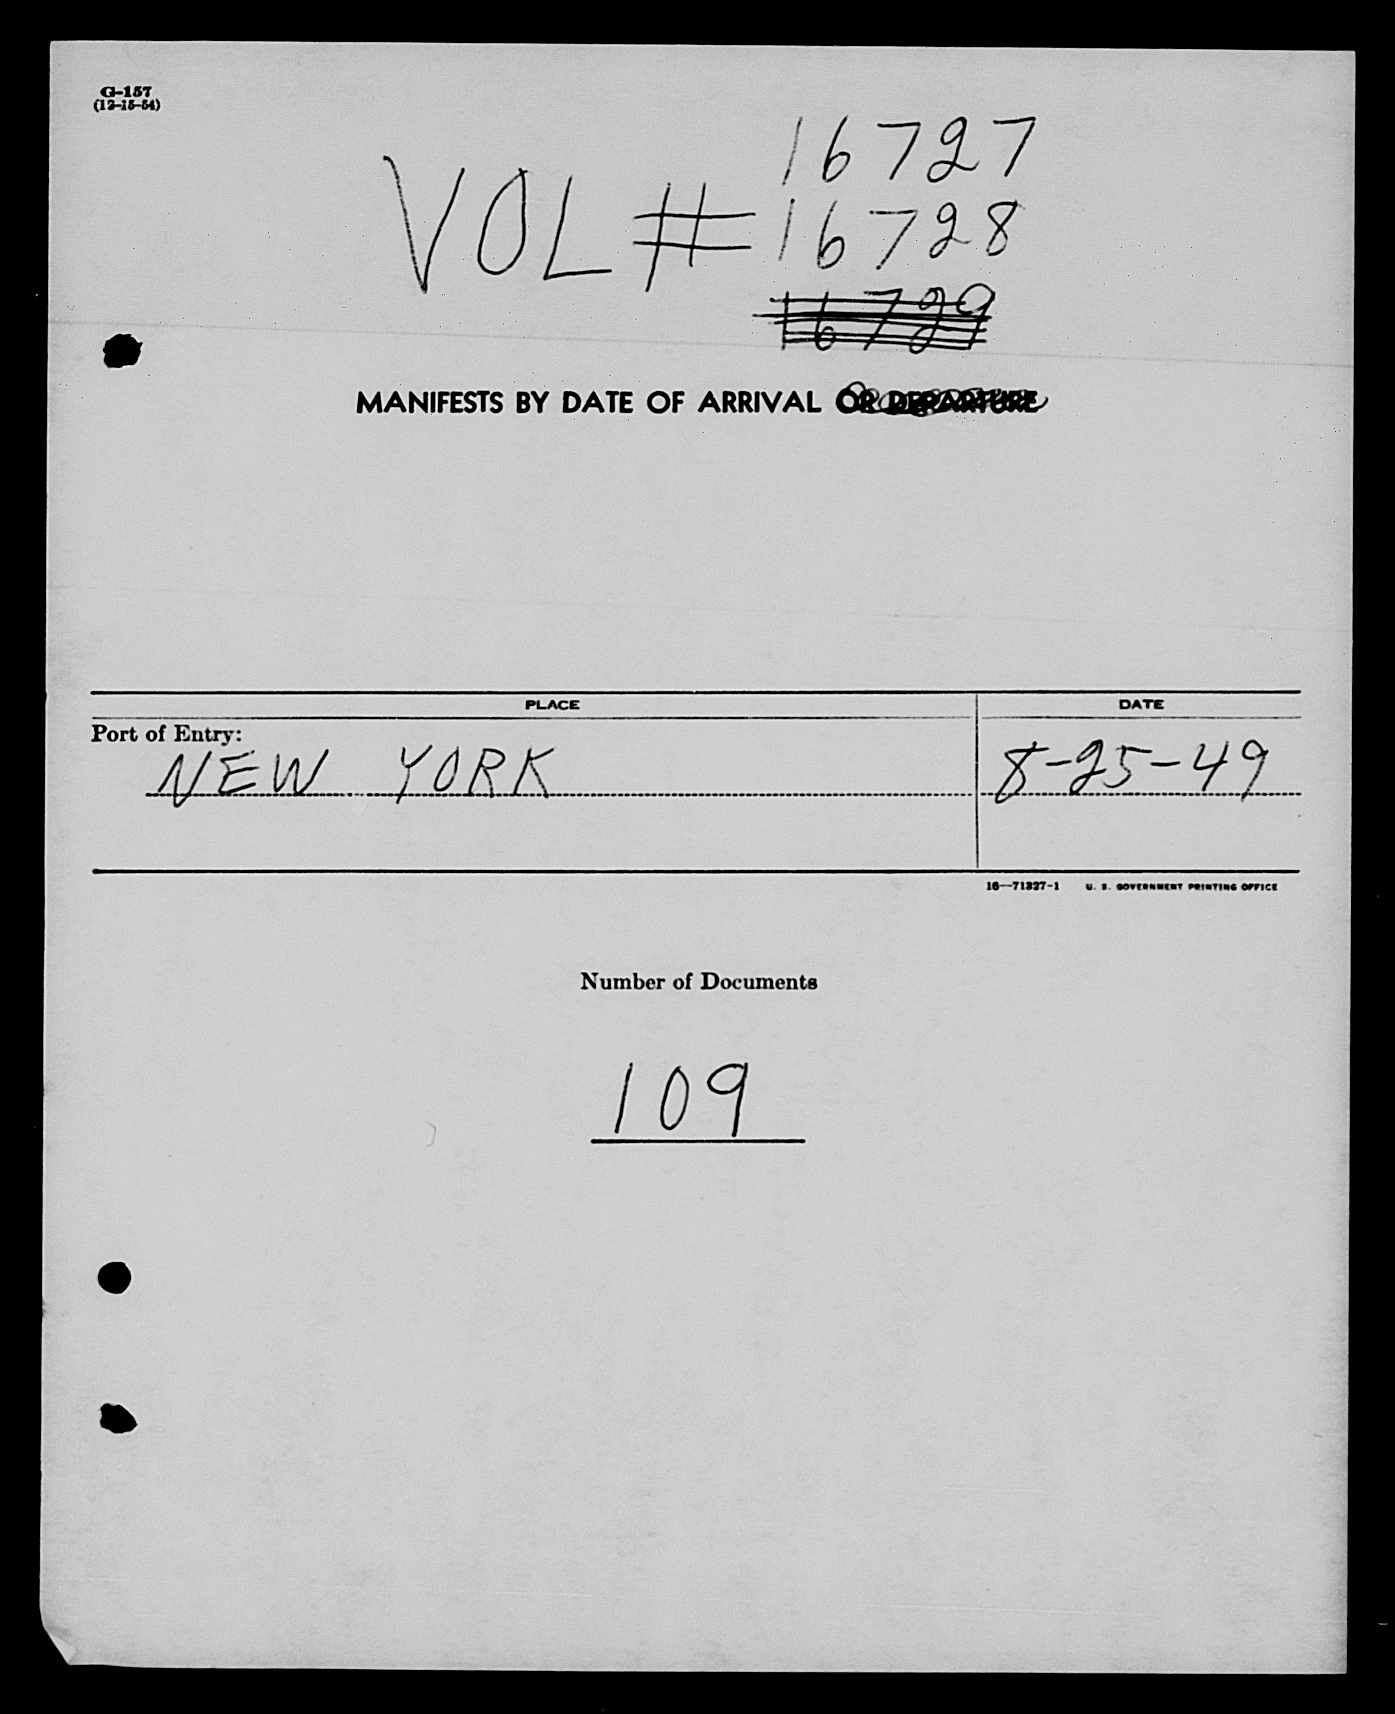 G-157
(12-15-54)
16727
VOL # 16728
16729
MANIFESTS BY DATE OF ARRIVAL OR DEPARTURE
PLACE DATE
Port of Entry:
NEW YORK 8-25-49
16—71327-1 U. S. GOVERNMENT PRINTING OFFICE
Number of Documents
109